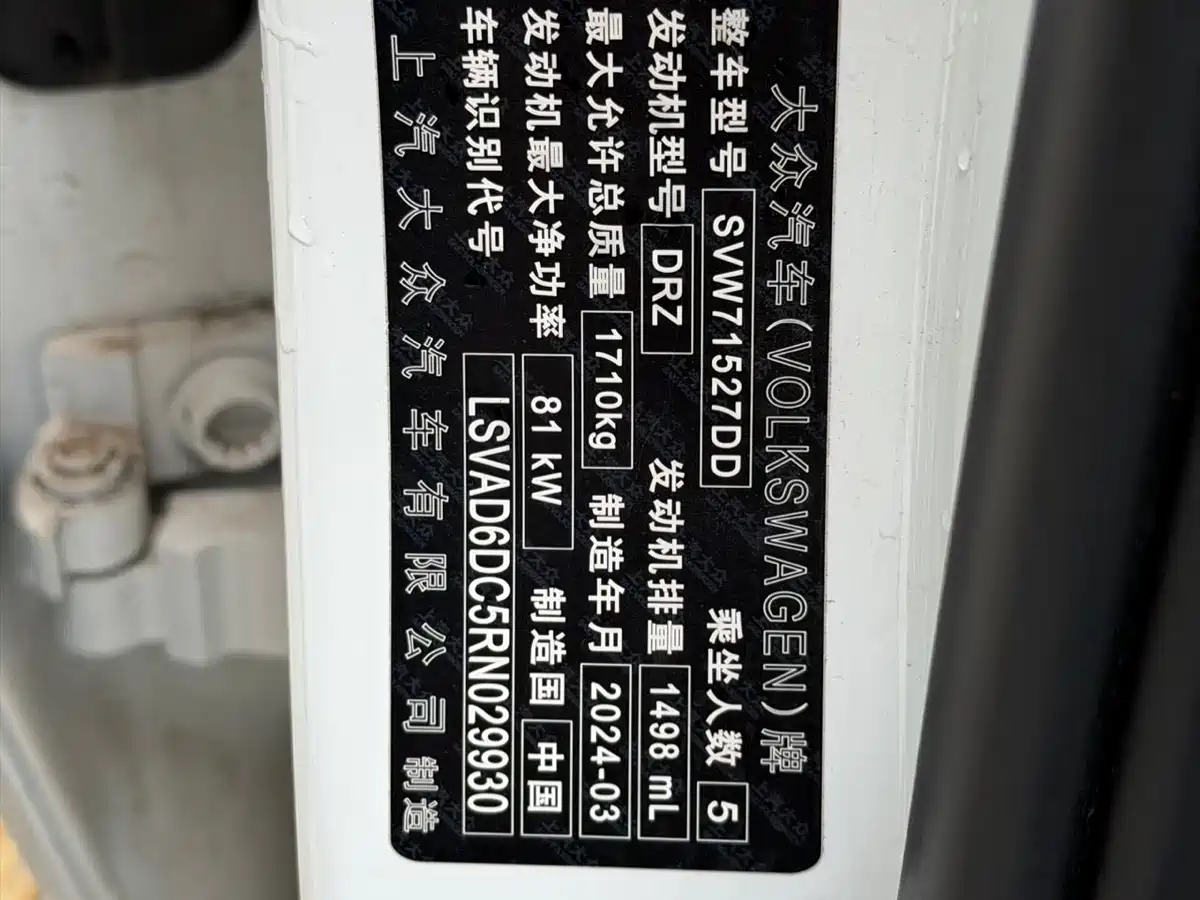 大众汽车(VOLKSWAGEN)牌
整车型号 SVW71527DD 乘坐人数 5
发动机型号 DRZ 发动机排量 1498 mL
最大允许总质量 1710kg 制造年月 2024-03
发动机最大净功率 81 kW 制造国 中国
车辆识别代号 LSVAD6DC5RN029930
上汽大众汽车有限公司制造